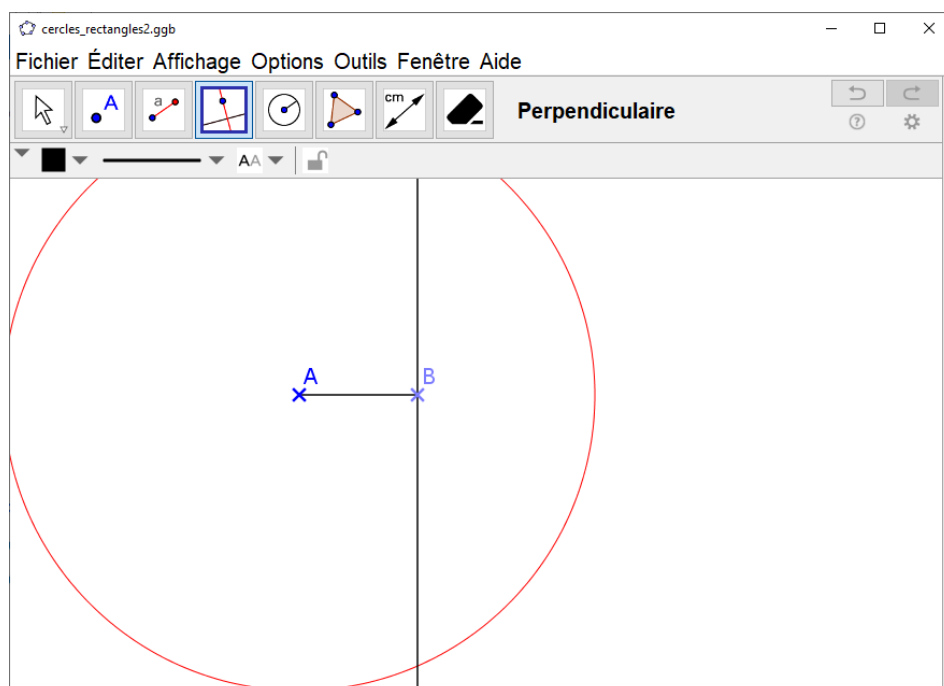 cercles_rectangles2.ggb
Fichier Éditer Affichage Options Outils Fenêtre Aide
A a cm Perpendiculaire
AA
A B